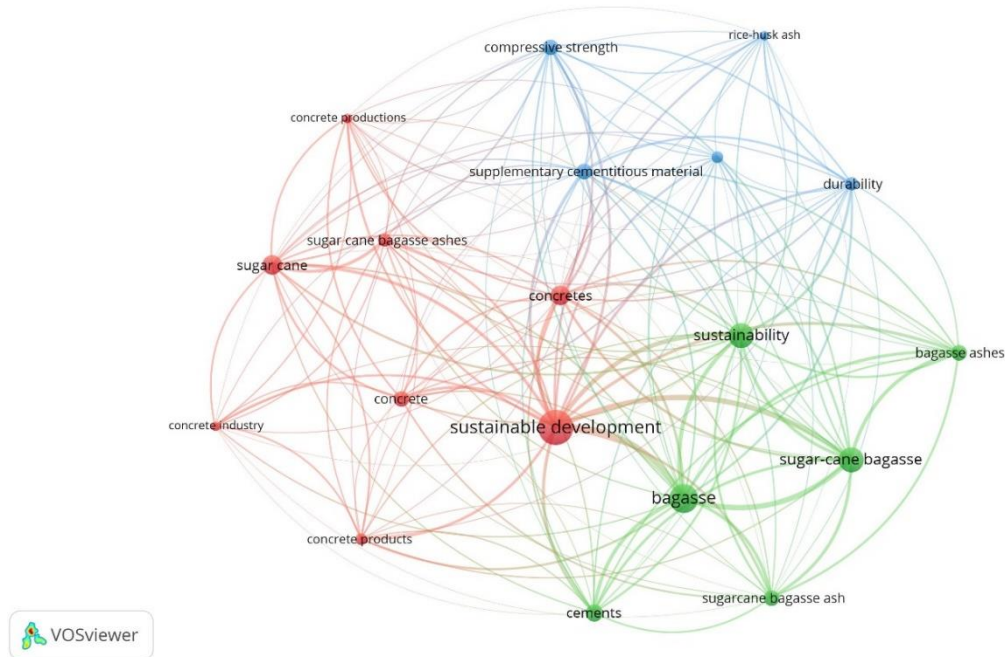 rice-husk ash
compressive strength
concrete productions
supplementary cementitious material
durability
sugar cane bagasse ashes
sugar cane
concretes
sustainability
bagasse ashes
concrete
concrete industry
sustainable development
sugar-cane bagasse
bagasse
concrete products
sugarcane bagasse ash
cements
VOSviewer